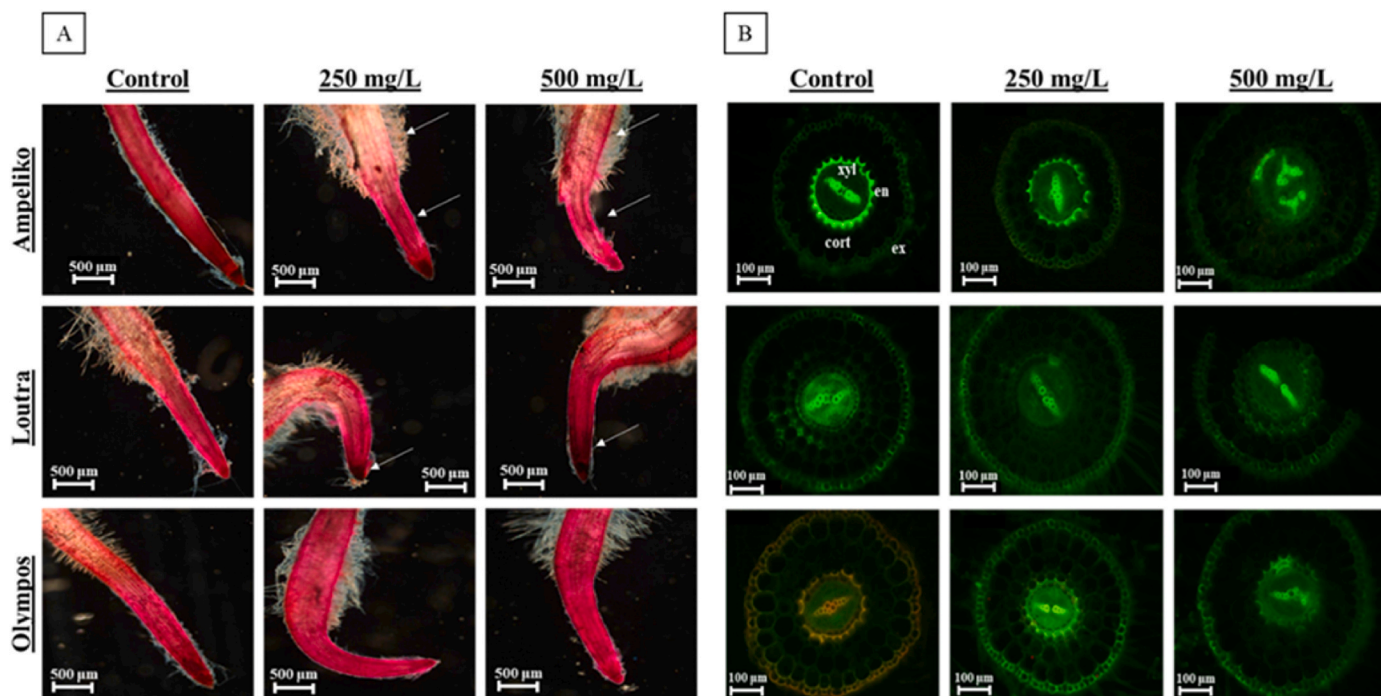 A
B
Control 250 mg/L 500 mg/L
Control 250 mg/L 500 mg/L
Ampeliko
500 µm 500 µm 500 µm
xyl
en
cort
ex
100 µm 100 µm 100 µm
Loutra
500 µm 500 µm 500 µm 500 µm
100 µm 100 µm 100 µm
Olympos
500 µm 500 µm 500 µm
100 µm 100 µm 100 µm